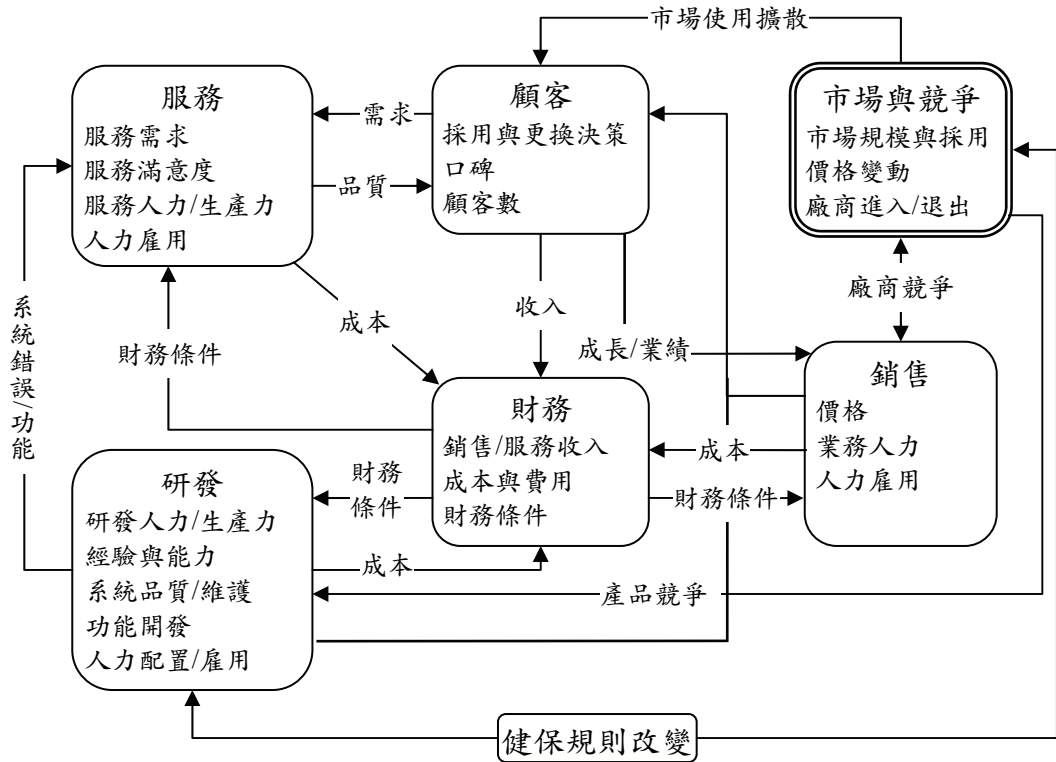 市場使用擴散
服務
服務需求
服務滿意度
服務人力/生產力
人力雇用
需求
品質
顧客
採用與更換決策
口碑
顧客數
市場與競爭
市場規模與採用
價格變動
廠商進入/退出
系統錯誤/功能
財務條件
成本
收入
成長/業績
廠商競爭
銷售
價格
業務人力
人力雇用
財務
銷售/服務收入
成本與費用
財務條件
成本
財務條件
財務
條件
成本
研發
研發人力/生產力
經驗與能力
系統品質/維護
功能開發
人力配置/雇用
產品競爭
健保規則改變